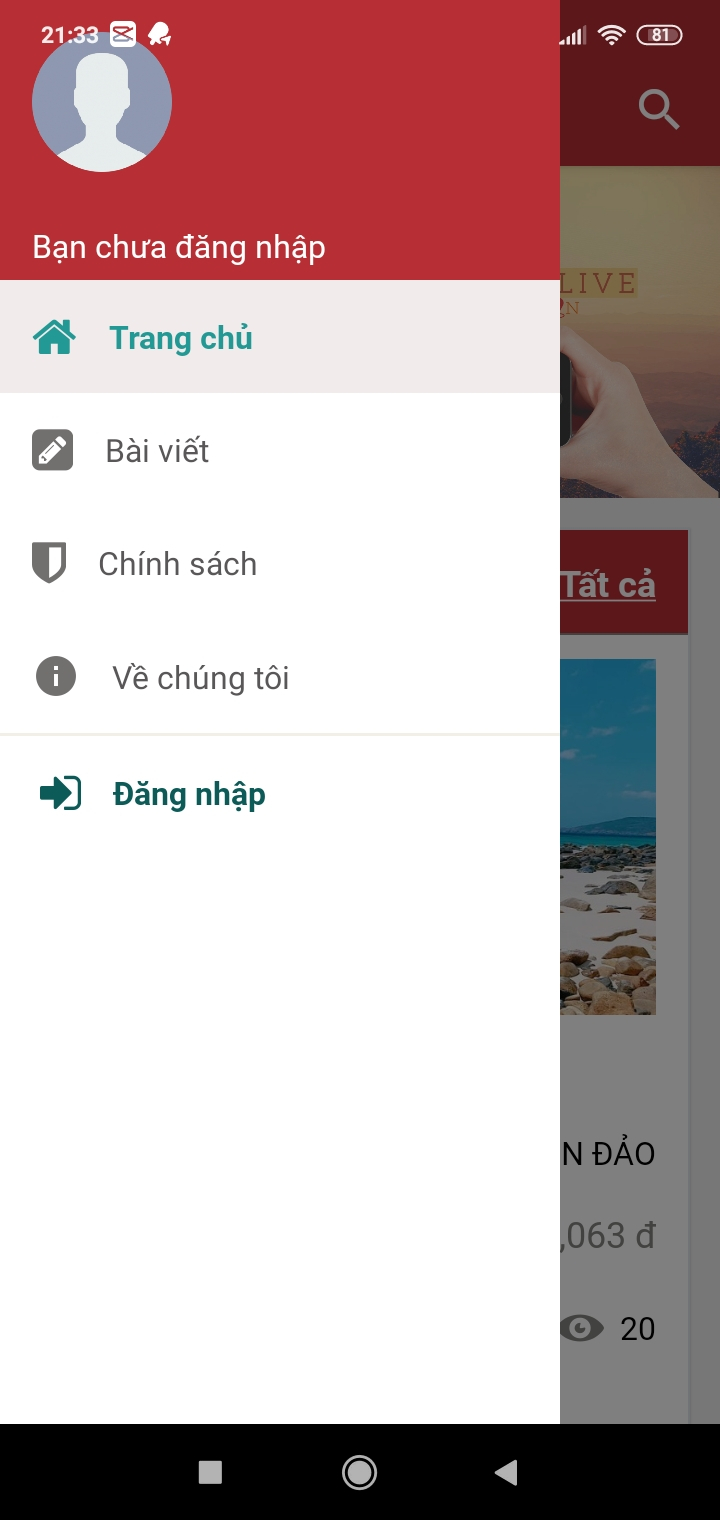 21:33
81
Bạn chưa đăng nhập
LIVE
N
Trang chủ
Bài viết
Chính sách
Tất cả
Về chúng tôi
Đăng nhập
N ĐẢO
,063 đ
20